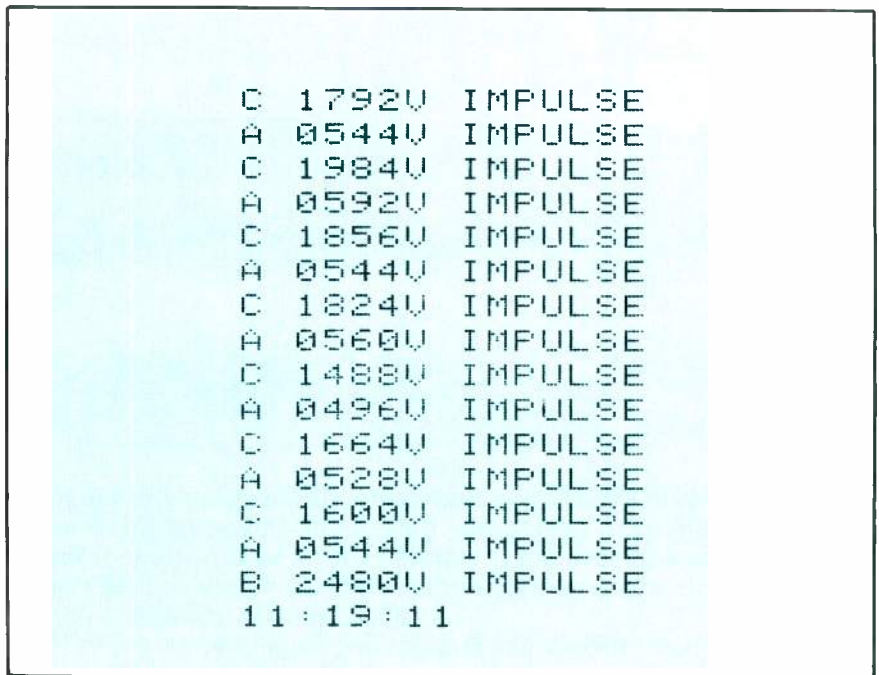 C 1792V IMPULSE
A 0544V IMPULSE
C 1984V IMPULSE
A 0592V IMPULSE
C 1856V IMPULSE
A 0544V IMPULSE
C 1824V IMPULSE
A 0560V IMPULSE
C 1488V IMPULSE
A 0496V IMPULSE
C 1664V IMPULSE
A 0528V IMPULSE
C 1600V IMPULSE
A 0544V IMPULSE
B 2480V IMPULSE
11:19:11